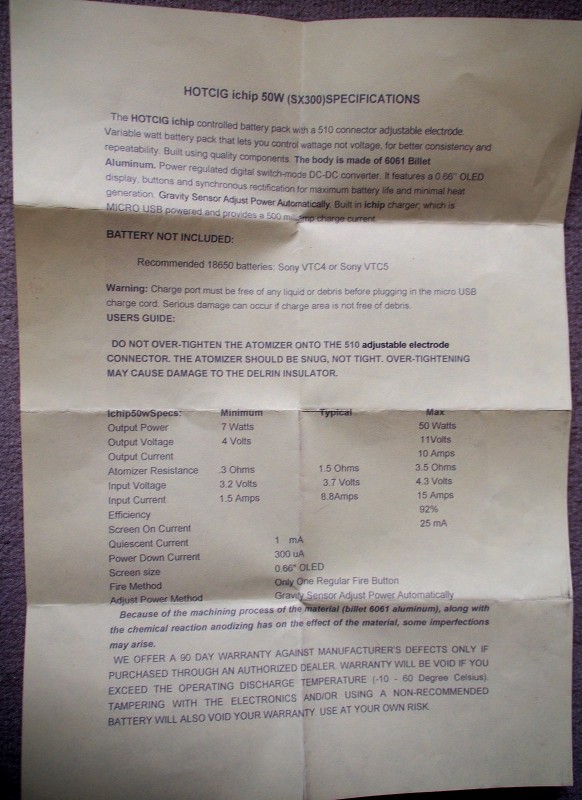 HOTCIG ichip 50W (SX300)SPECIFICATIONS
The HOTCIG ichip controlled battery pack with a 510 connector adjustable electrode.
Variable watt battery pack that lets you control wattage not voltage, for better consistency and
repeatability. Built using quality components. The body is made of 6061 Billet
Aluminum. Power regulated digital switch-mode DC-DC converter. It features a 0.66" OLED
display, buttons and synchronous rectification for maximum battery life and minimal heat
generation. Gravity Sensor Adjust Power Automatically. Built in ichip charger, which is
MICRO USB powered and provides a 500 milliamp charge current.
BATTERY NOT INCLUDED:
Recommended 18650 batteries: Sony VTC4 or Sony VTC5
Warning: Charge port must be free of any liquid or debris before plugging in the micro USB
charge cord. Serious damage can occur if charge area is not free of debris.
USERS GUIDE:
DO NOT OVER-TIGHTEN THE ATOMIZER ONTO THE 510 adjustable electrode
CONNECTOR. THE ATOMIZER SHOULD BE SNUG, NOT TIGHT. OVER-TIGHTENING
MAY CAUSE DAMAGE TO THE DELRIN INSULATOR.
Ichip50wSpecs: Minimum Typical Max
Output Power 7 Watts 50 Watts
Output Voltage 4 Volts 11Volts
Output Current 10 Amps
Atomizer Resistance .3 Ohms 1.5 Ohms 3.5 Ohms
Input Voltage 3.2 Volts 3.7 Volts 4.3 Volts
Input Current 1.5 Amps 8.8Amps 15 Amps
Efficiency 92%
Screen On Current 25 mA
Quiescent Current 1 mA
Power Down Current 300 uA
Screen size 0.66" OLED
Fire Method Only One Regular Fire Button
Adjust Power Method Gravity Sensor Adjust Power Automatically
Because of the machining process of the material (billet 6061 aluminum), along with
the chemical reaction anodizing has on the effect of the material, some imperfections
may arise.
WE OFFER A 90 DAY WARRANTY AGAINST MANUFACTURER'S DEFECTS ONLY IF
PURCHASED THROUGH AN AUTHORIZED DEALER. WARRANTY WILL BE VOID IF YOU
EXCEED THE OPERATING DISCHARGE TEMPERATURE (-10 - 60 Degree Celsius).
TAMPERING WITH THE ELECTRONICS AND/OR USING A NON-RECOMMENDED
BATTERY WILL ALSO VOID YOUR WARRANTY. USE AT YOUR OWN RISK.